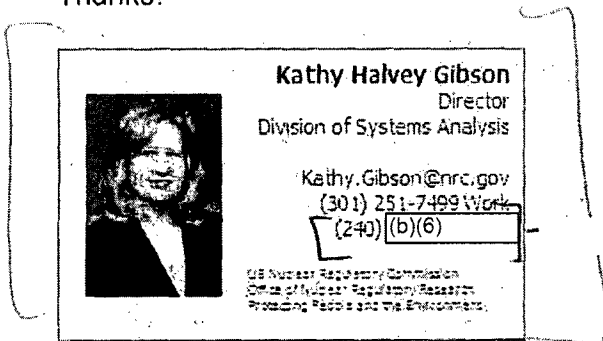 Thanks!
Kathy Halvey Gibson
Director
Division of Systems Analysis
Kathy.Gibson@nrc.gov
(301) 251-7499 Work
(240) (b)(6)
US Nuclear Regulatory Commission
Office of Nuclear Regulatory Research
Protecting People and the Environment